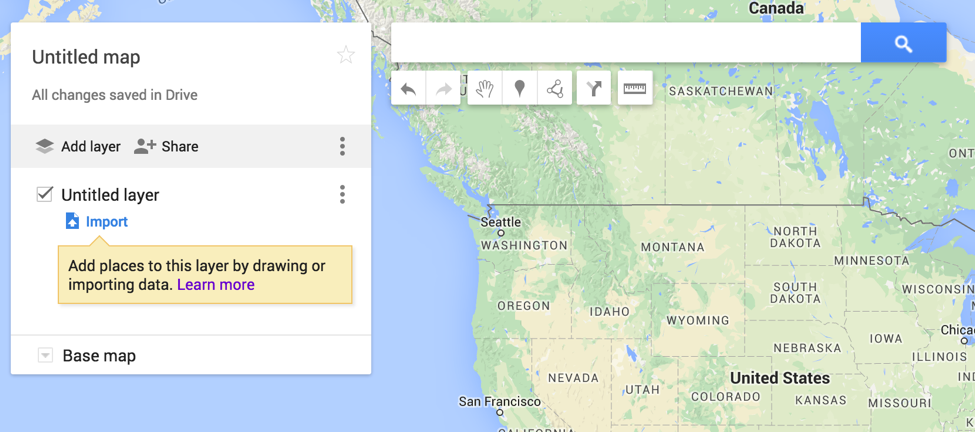 Untitled map
All changes saved in Drive
Add layer
Share
Untitled layer
Import
Add places to this layer by drawing or
importing data. Learn more
Base map
Canada
SASKATCHEWAN
ONT
Seattle
WASHINGTON
MONTANA
NORTH
DAKOTA
MINNESOTA
OREGON
IDAHO
SOUTH
DAKOTA
WISCONSIN
WYOMING
Chica
IOWA
NEBRASKA
ILLINOIS
NEVADA
UTAH
United States
COLORADO
KANSAS
MISSOURI
IND
San Francisco
CALIFORNIA